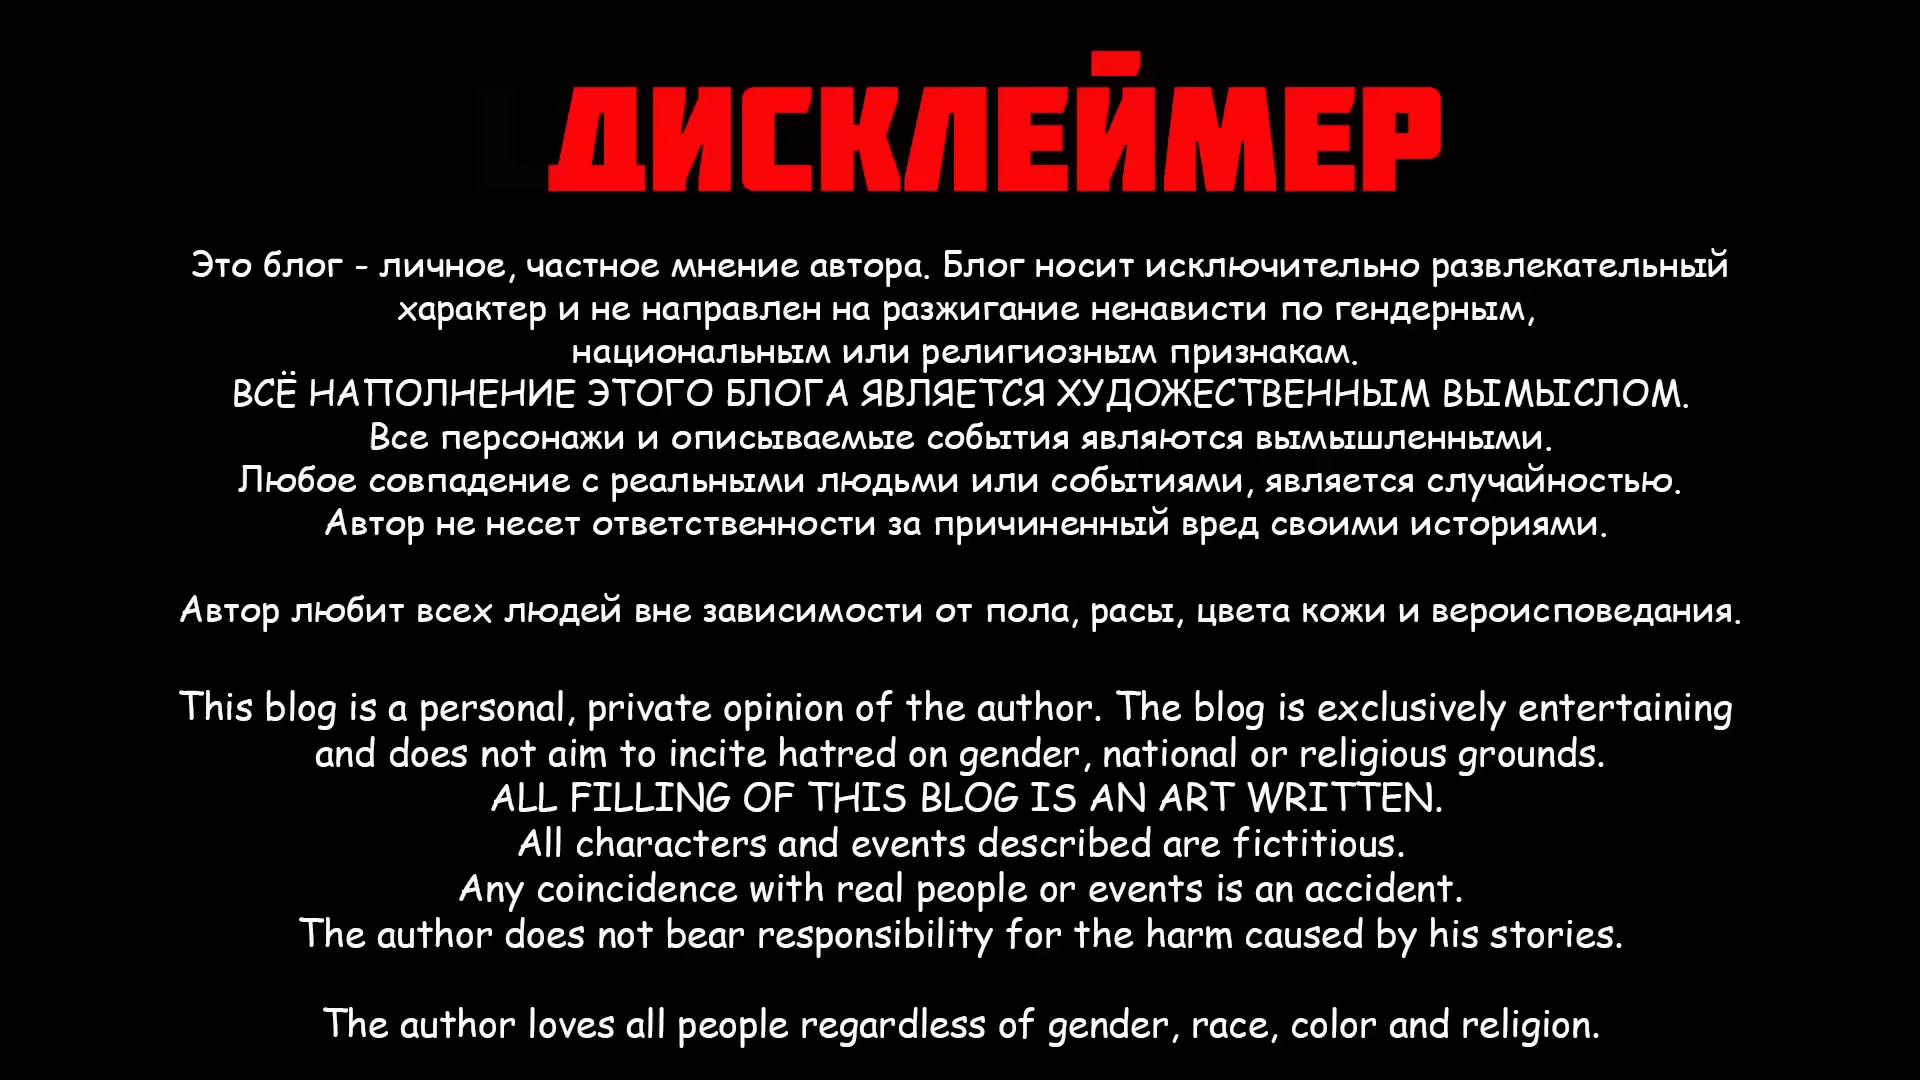 ДИСКЛЕЙМЕР
Это блог - личное, частное мнение автора. Блог носит исключительно развлекательный
характер и не направлен на разжигание ненависти по гендерным,
национальным или религиозным признакам.
ВСЁ НАПОЛНЕНИЕ ЭТОГО БЛОГА ЯВЛЯЕТСЯ ХУДОЖЕСТВЕННЫМ ВЫМЫСЛОМ.
Все персонажи и описываемые события являются вымышленными.
Любое совпадение с реальными людьми или событиями, является случайностью.
Автор не несет ответственности за причиненный вред своими историями.
Автор любит всех людей вне зависимости от пола, расы, цвета кожи и вероисповедания.
This blog is a personal, private opinion of the author. The blog is exclusively entertaining
and does not aim to incite hatred on gender, national or religious grounds.
ALL FILLING OF THIS BLOG IS AN ART WRITTEN.
All characters and events described are fictitious.
Any coincidence with real people or events is an accident.
The author does not bear responsibility for the harm caused by his stories.
The author loves all people regardless of gender, race, color and religion.